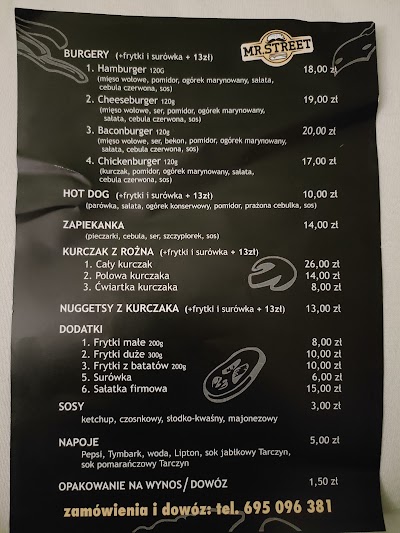 MR.STREET
BURGERY (+frytki i surówka + 13zł)
1. Hamburger 120G 18,00 zł
(mięso wołowe, pomidor, ogórek marynowany, sałata,
cebula czerwona, sos)
2. Cheeseburger 120g 19,00 zł
(mięso wołowe, ser, pomidor, ogórek marynowany,
sałata, cebula czerwona, sos)
3. Baconburger 120g 20,00 zł
(mięso wołowe, ser, bekon, pomidor, ogórek marynowany,
sałata, cebula czerwona, sos)
4. Chickenburger 120g 17,00 zł
(kurczak, pomidor, ogórek marynowany, sałata,
cebula czerwona, sos)
HOT DOG (+frytki i surówka + 13zł) 10,00 zł
(parówka, sałata, ogórek konserwowy, pomidor, prażona cebulka, sos)
ZAPIEKANKA 14,00 zł
(pieczarki, cebula, ser, szczypiorek, sos)
KURCZAK Z ROŻNA (+frytki i surówka + 13zł)
1. Cały kurczak 26,00 zł
2. Połowa kurczaka 14,00 zł
3. Ćwiartka kurczaka 8,00 zł
NUGGETSY Z KURCZAKA (+frytki i surówka + 13zł) 13,00 zł
DODATKI
1. Frytki małe 200g 8,00 zł
2. Frytki duże 300g 10,00 zł
3. Frytki z batatów 200g 10,00 zł
5. Surówka 6,00 zł
6. Sałatka firmowa 15,00 zł
SOSY 3,00 zł
ketchup, czosnkowy, słodko-kwaśny, majonezowy
NAPOJE 5,00 zł
Pepsi, Tymbark, woda, Lipton, sok jabłkowy Tarczyn,
sok pomarańczowy Tarczyn
OPAKOWANIE NA WYNOS/DOWÓZ 1,50 zł
zamówienia i dowóz: tel. 695 096 381